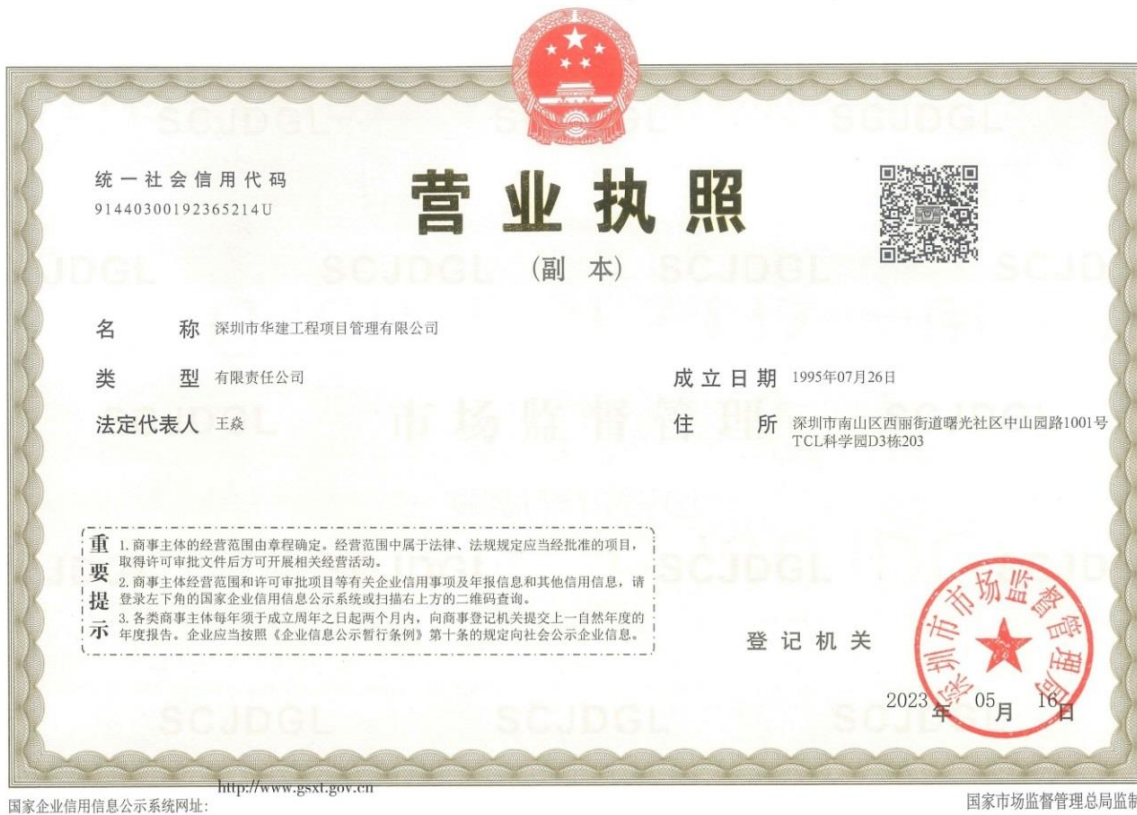 统一社会信用代码
91440300192365214U
营业执照
(副 本)
名 称 深圳市华建工程项目管理有限公司
类 型 有限责任公司
成立日期 1995年07月26日
法定代表人 王焱
住 所 深圳市南山区西丽街道曙光社区中山园路1001号
TCL科学园D3栋203
重要提示
1. 商事主体的经营范围由章程确定。经营范围中属于法律、法规规定应当经批准的项目，
取得许可审批文件后方可开展相关经营活动。
2. 商事主体经营范围和许可审批项目等有关企业信用事项及年报信息和其他信用信息，请
登录左下角的国家企业信用信息公示系统或扫描右上方的二维码查询。
3. 各类商事主体每年须于成立周年之日起两个月内，向商事登记机关提交上一自然年度的
年度报告。企业应当按照《企业信息公示暂行条例》第十条的规定向社会公示企业信息。
登记机关
深圳市市场监督管理局
2023年05月16日
http://www.gsxt.gov.cn
国家企业信用信息公示系统网址：
国家市场监督管理总局监制
SCJDGL
市场监督管理